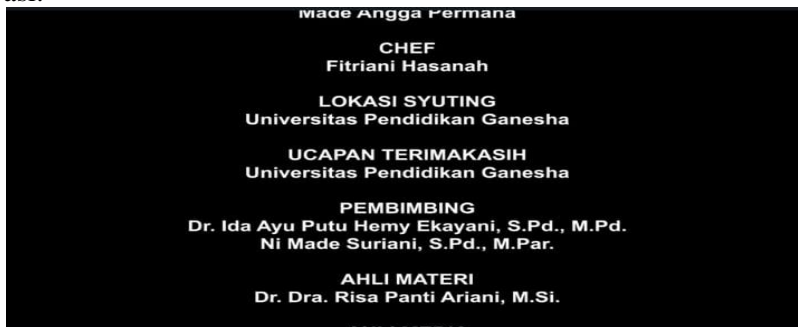 Made Angga Permana
CHEF
Fitriani Hasanah
LOKASI SYUTING
Universitas Pendidikan Ganesha
UCAPAN TERIMAKASIH
Universitas Pendidikan Ganesha
PEMBIMBING
Dr. Ida Ayu Putu Hemy Ekayani, S.Pd., M.Pd.
Ni Made Suriani, S.Pd., M.Par.
AHLI MATERI
Dr. Dra. Risa Panti Ariani, M.Si.